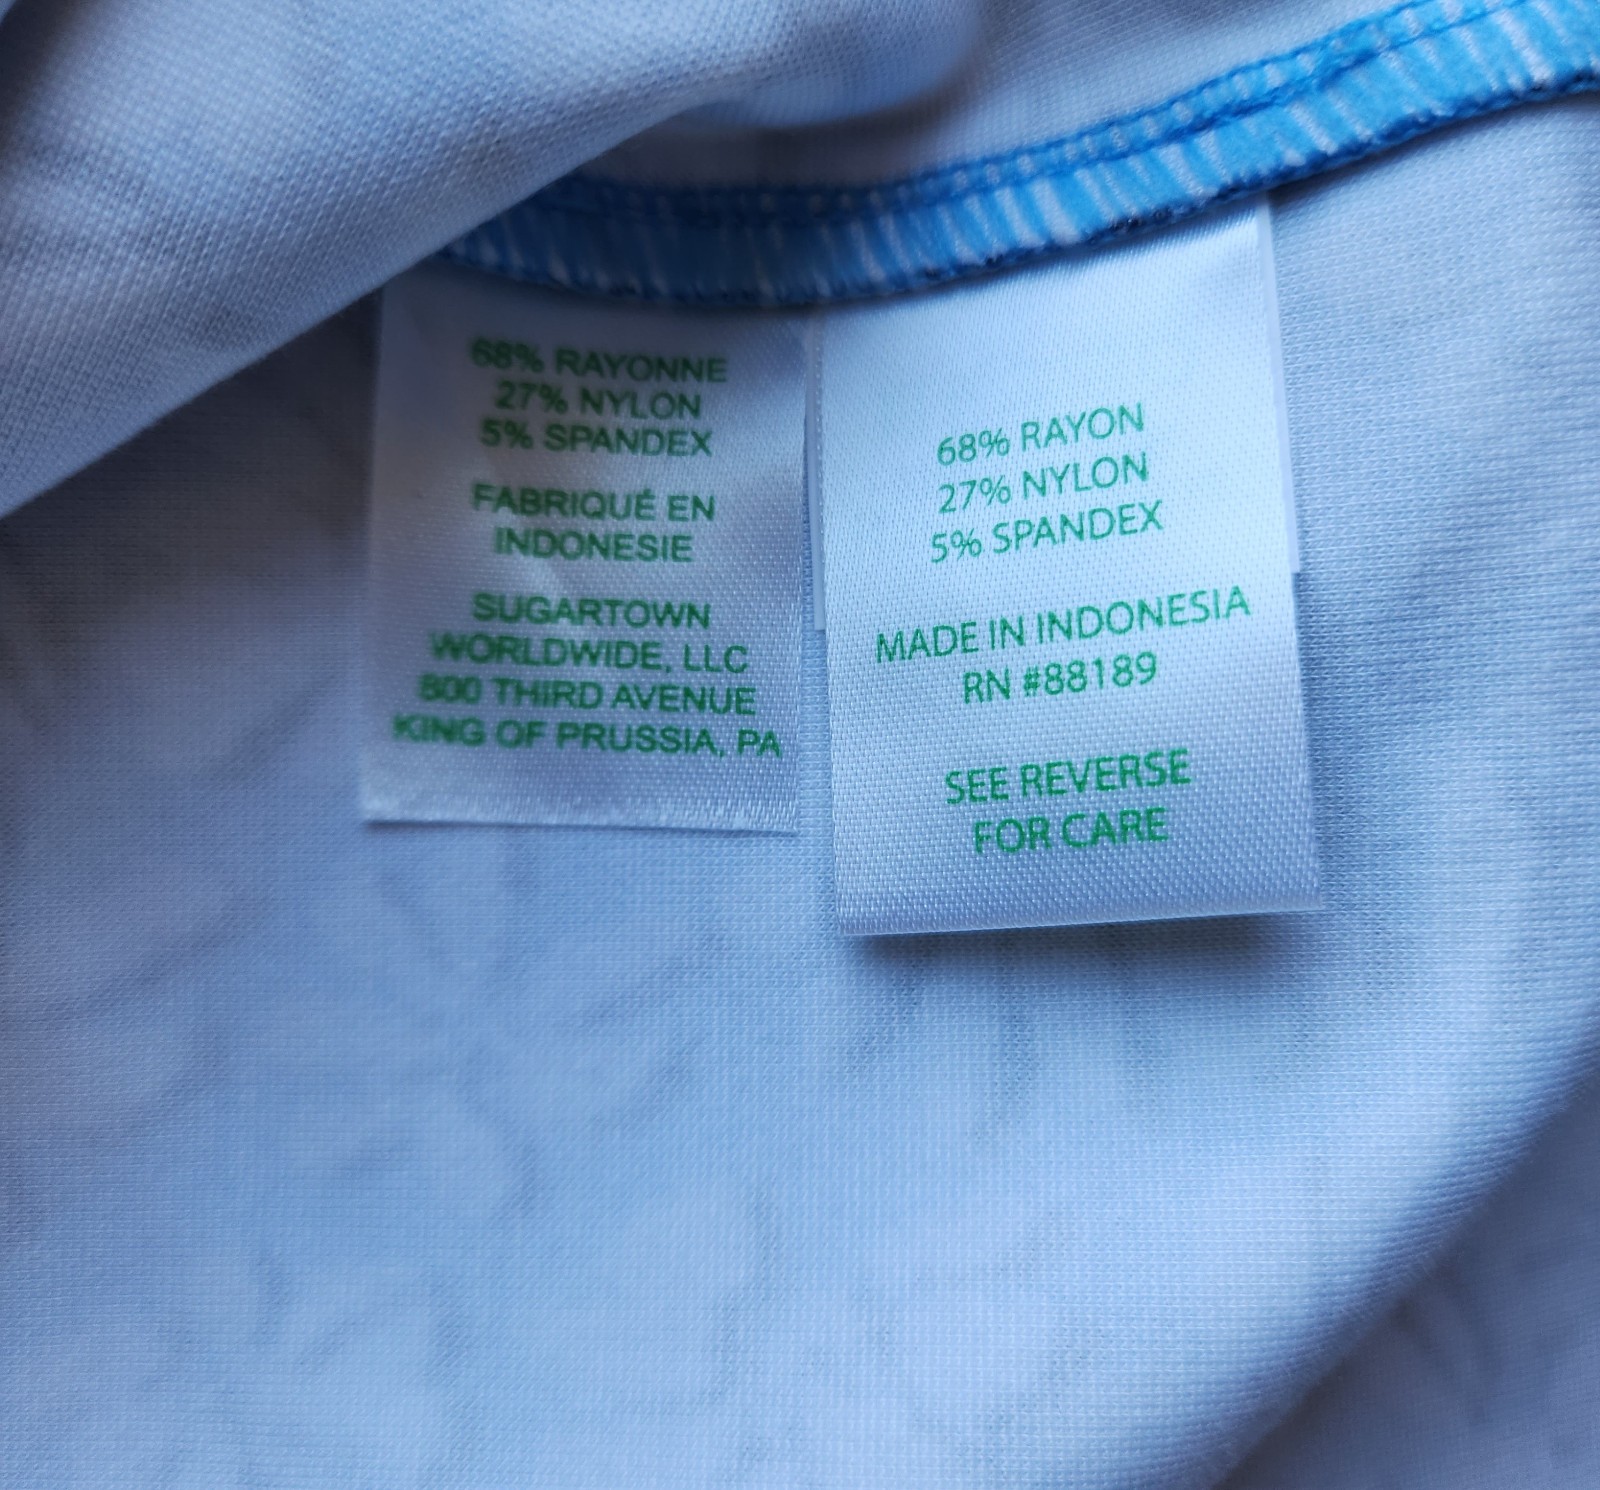 68% RAYONNE
27% NYLON
5% SPANDEX
FABRIQUÉ EN
INDONESIE
SUGARTOWN
WORLDWIDE, LLC
800 THIRD AVENUE
KING OF PRUSSIA, PA
68% RAYON
27% NYLON
5% SPANDEX
MADE IN INDONESIA
RN #88189
SEE REVERSE
FOR CARE